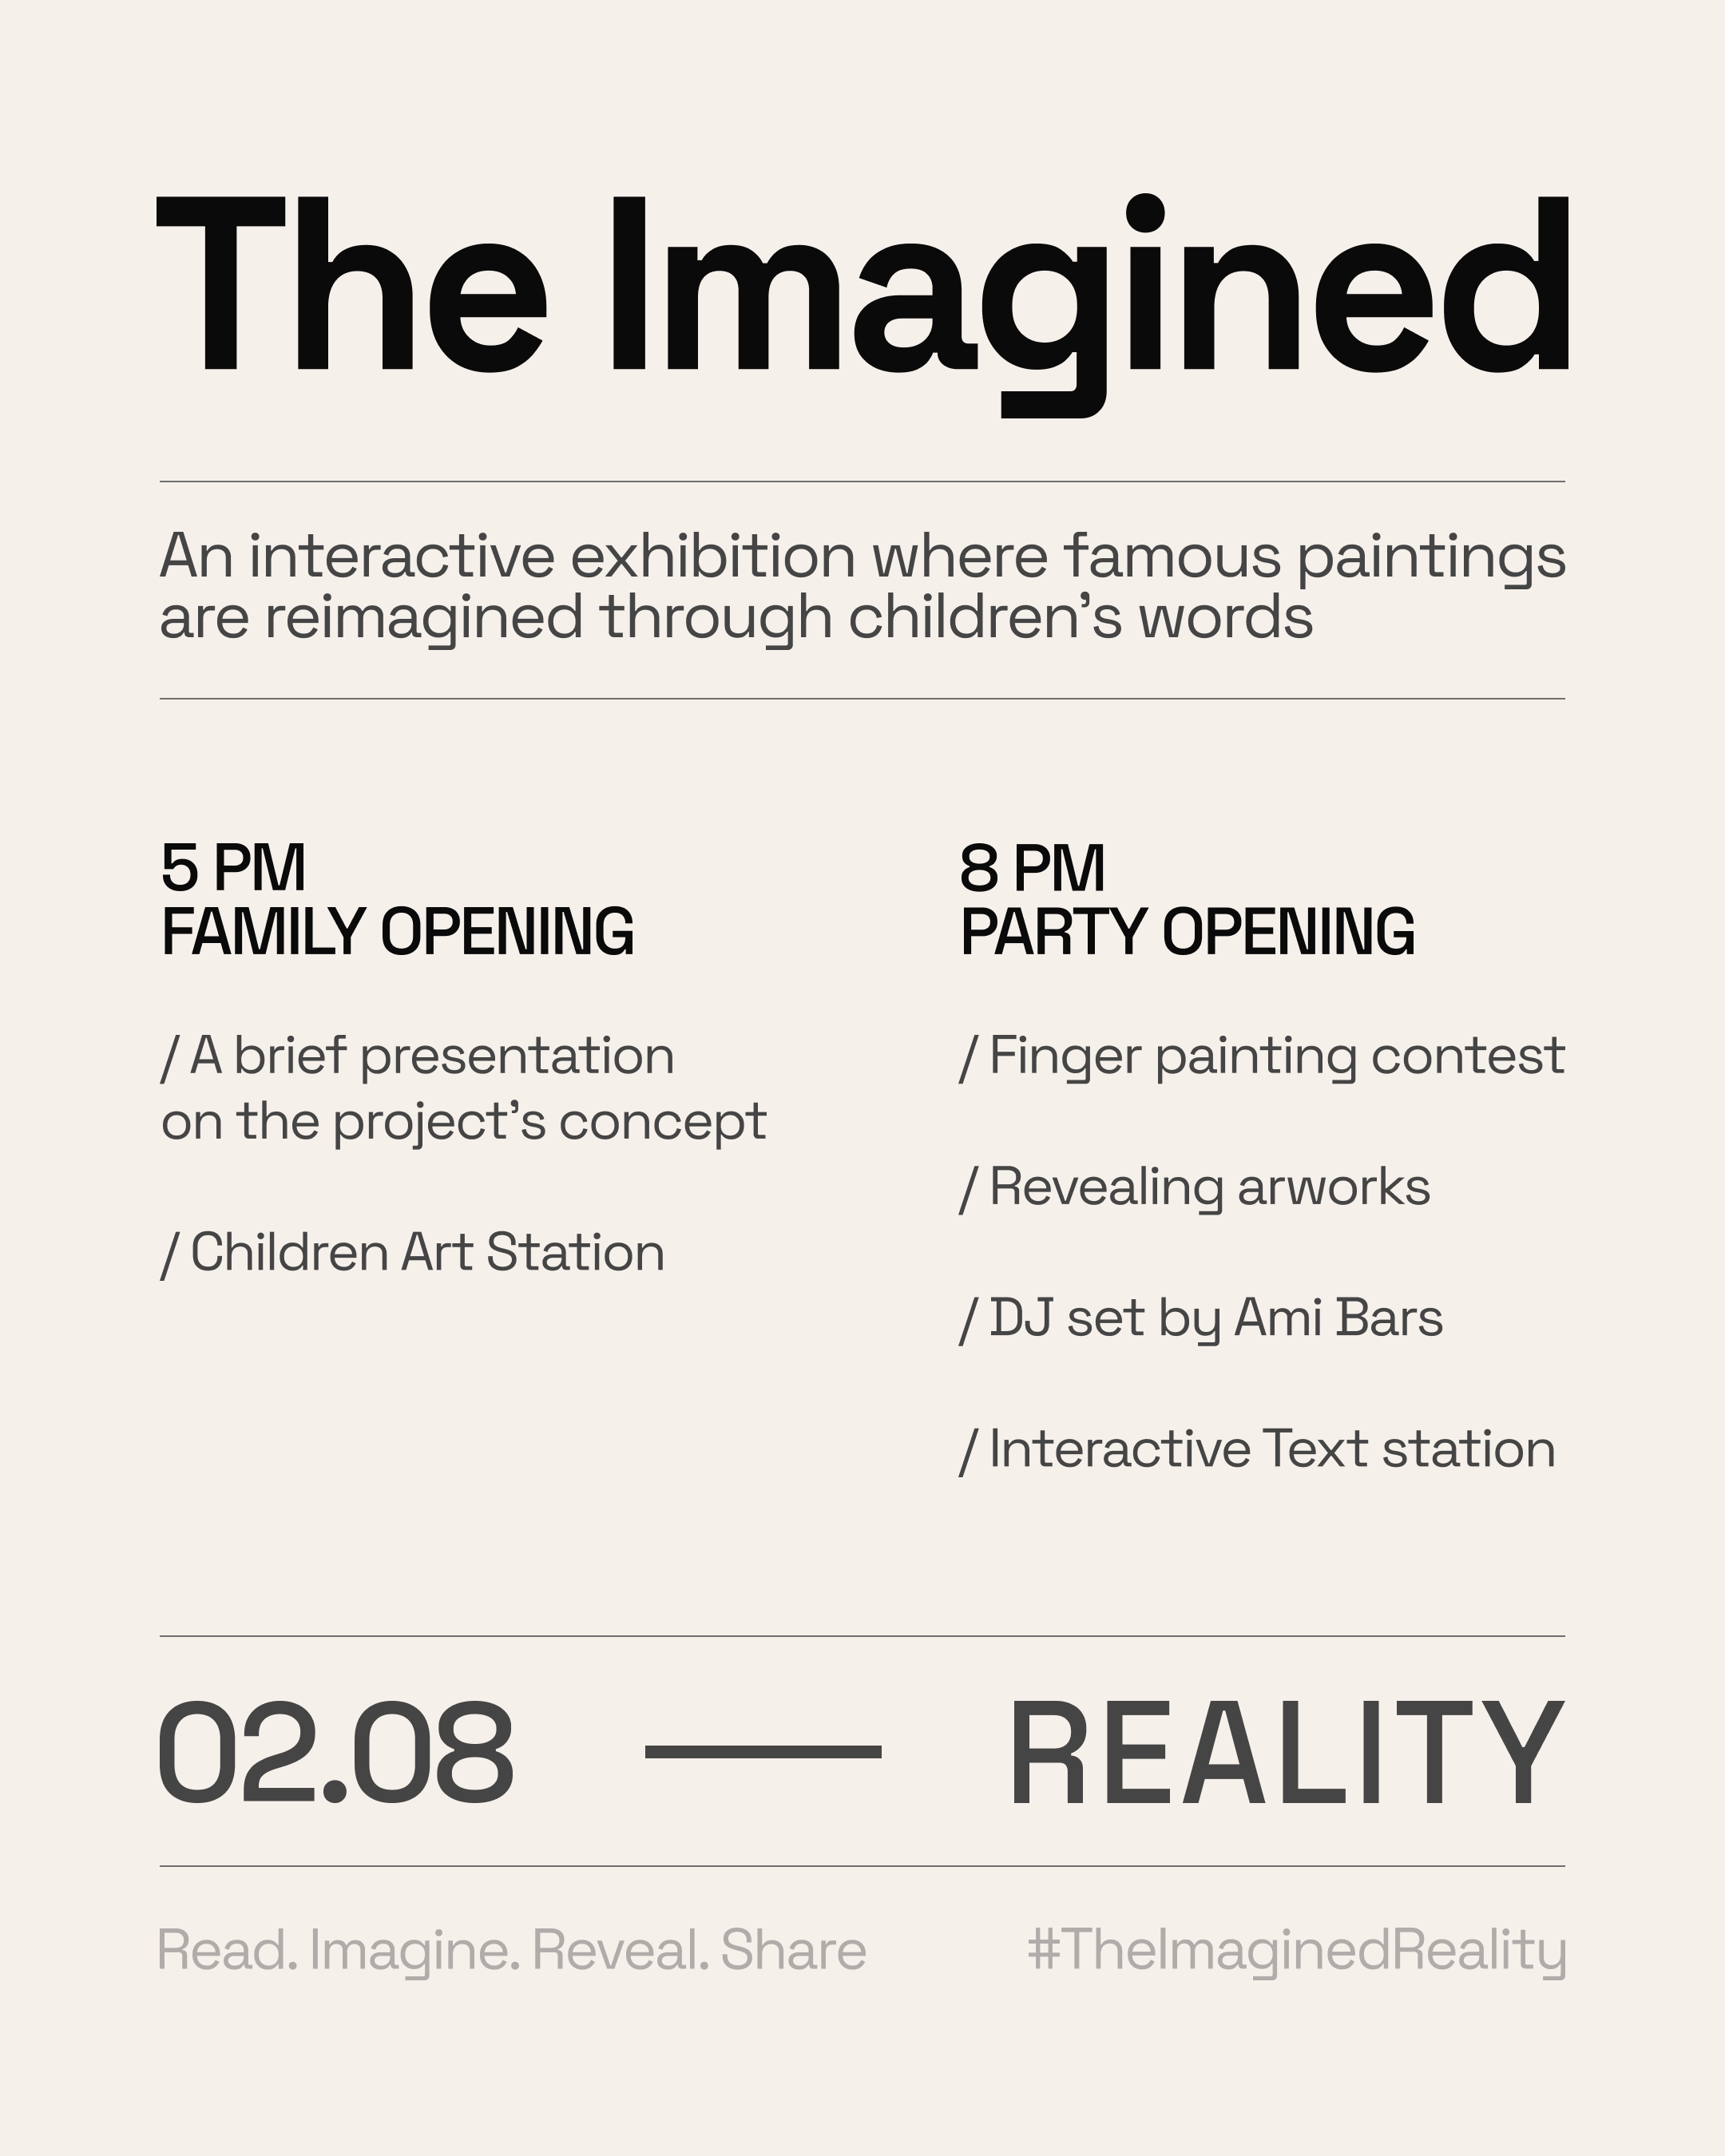 The Imagined
An interactive exhibition where famous paintings
are reimagined through children’s words
5 PM
FAMILY OPENING
/ A brief presentation
on the project’s concept
/ Children Art Station
8 PM
PARTY OPENING
/ Finger painting contest
/ Revealing arworks
/ DJ set by Ami Bars
/ Interactive Text station
02.08 — REALITY
Read. Imagine. Reveal. Share
#TheImaginedReality